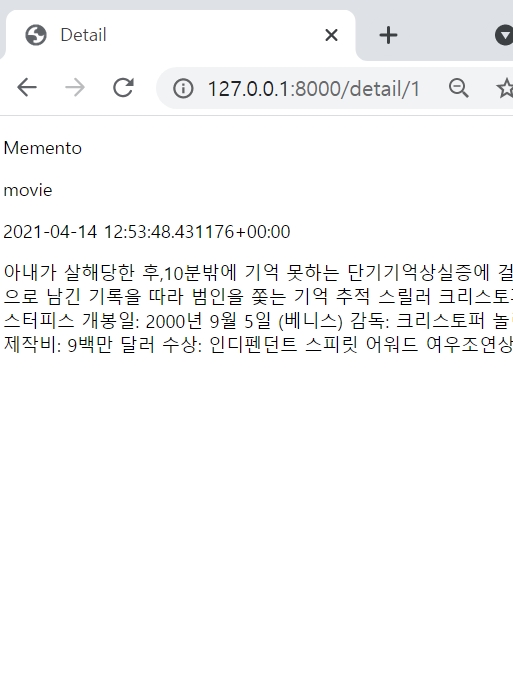 Detail
127.0.0.1:8000/detail/1
Memento
movie
2021-04-14 12:53:48.431176+00:00
아내가 살해당한 후,10분밖에 기억 못하는 단기기억상실증에 걸
으로 남긴 기록을 따라 범인을 쫓는 기억 추적 스릴러 크리스토
스터피스 개봉일: 2000년 9월 5일 (베니스) 감독: 크리스토퍼 놀
제작비: 9백만 달러 수상: 인디펜던트 스피릿 어워드 여우조연상